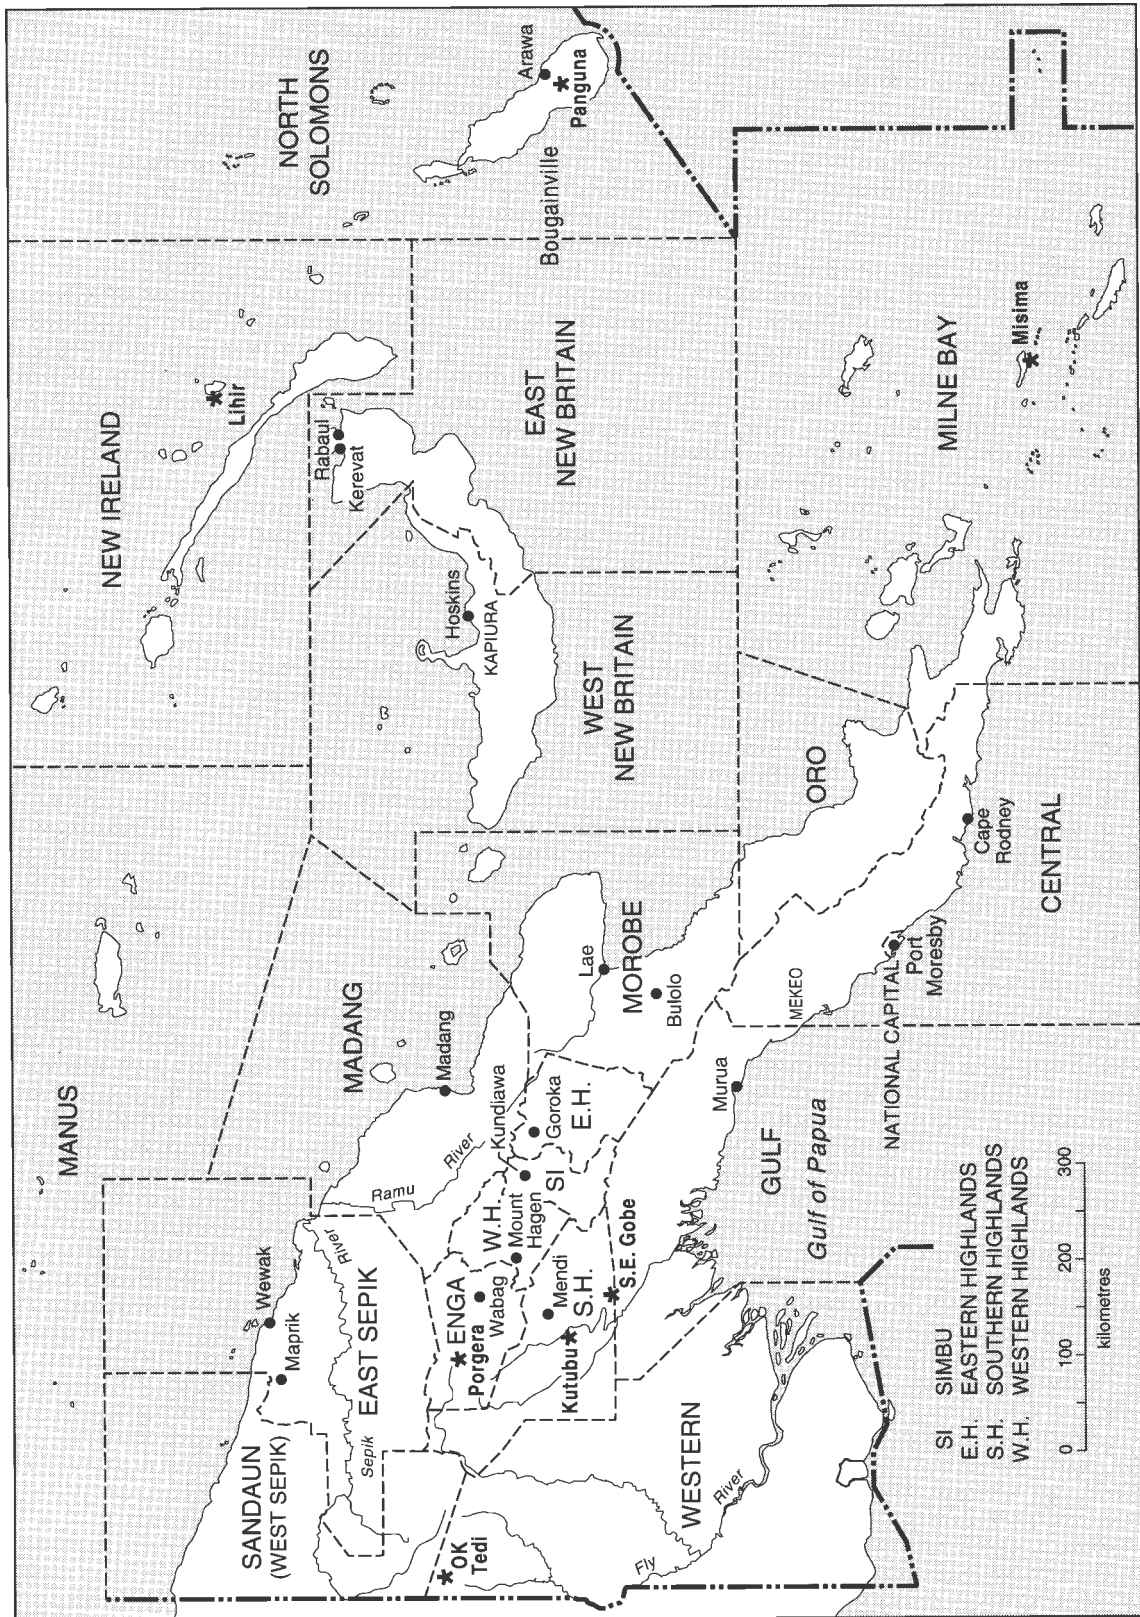 MANUS
NEW IRELAND
NORTH
SOLOMONS
Lihir
Arawa
Panguna
Bougainville
Wewak
Maprik
SANDAUN
(WEST SEPIK)
EAST SEPIK
Sepik
River
Ramu
River
MADANG
Madang
Rabaul
Kerevat
Hoskins
KAPIURA
WEST
NEW BRITAIN
EAST
NEW BRITAIN
OK
Tedi
Porgera
ENGA
Wabag
W.H.
Mount
Hagen
Kundiawa
SI
Goroka
E.H.
Mendi
S.H.
Kutubu
S.E. Gobe
Lae
MOROBE
Bulolo
WESTERN
Fly
River
GULF
Gulf of Papua
Murua
MEKEO
NATIONAL CAPITAL
Port
Moresby
ORO
Cape
Rodney
CENTRAL
MILNE BAY
Misima
SI SIMBU
E.H. EASTERN HIGHLANDS
S.H. SOUTHERN HIGHLANDS
W.H. WESTERN HIGHLANDS
0 100 200 300
kilometres